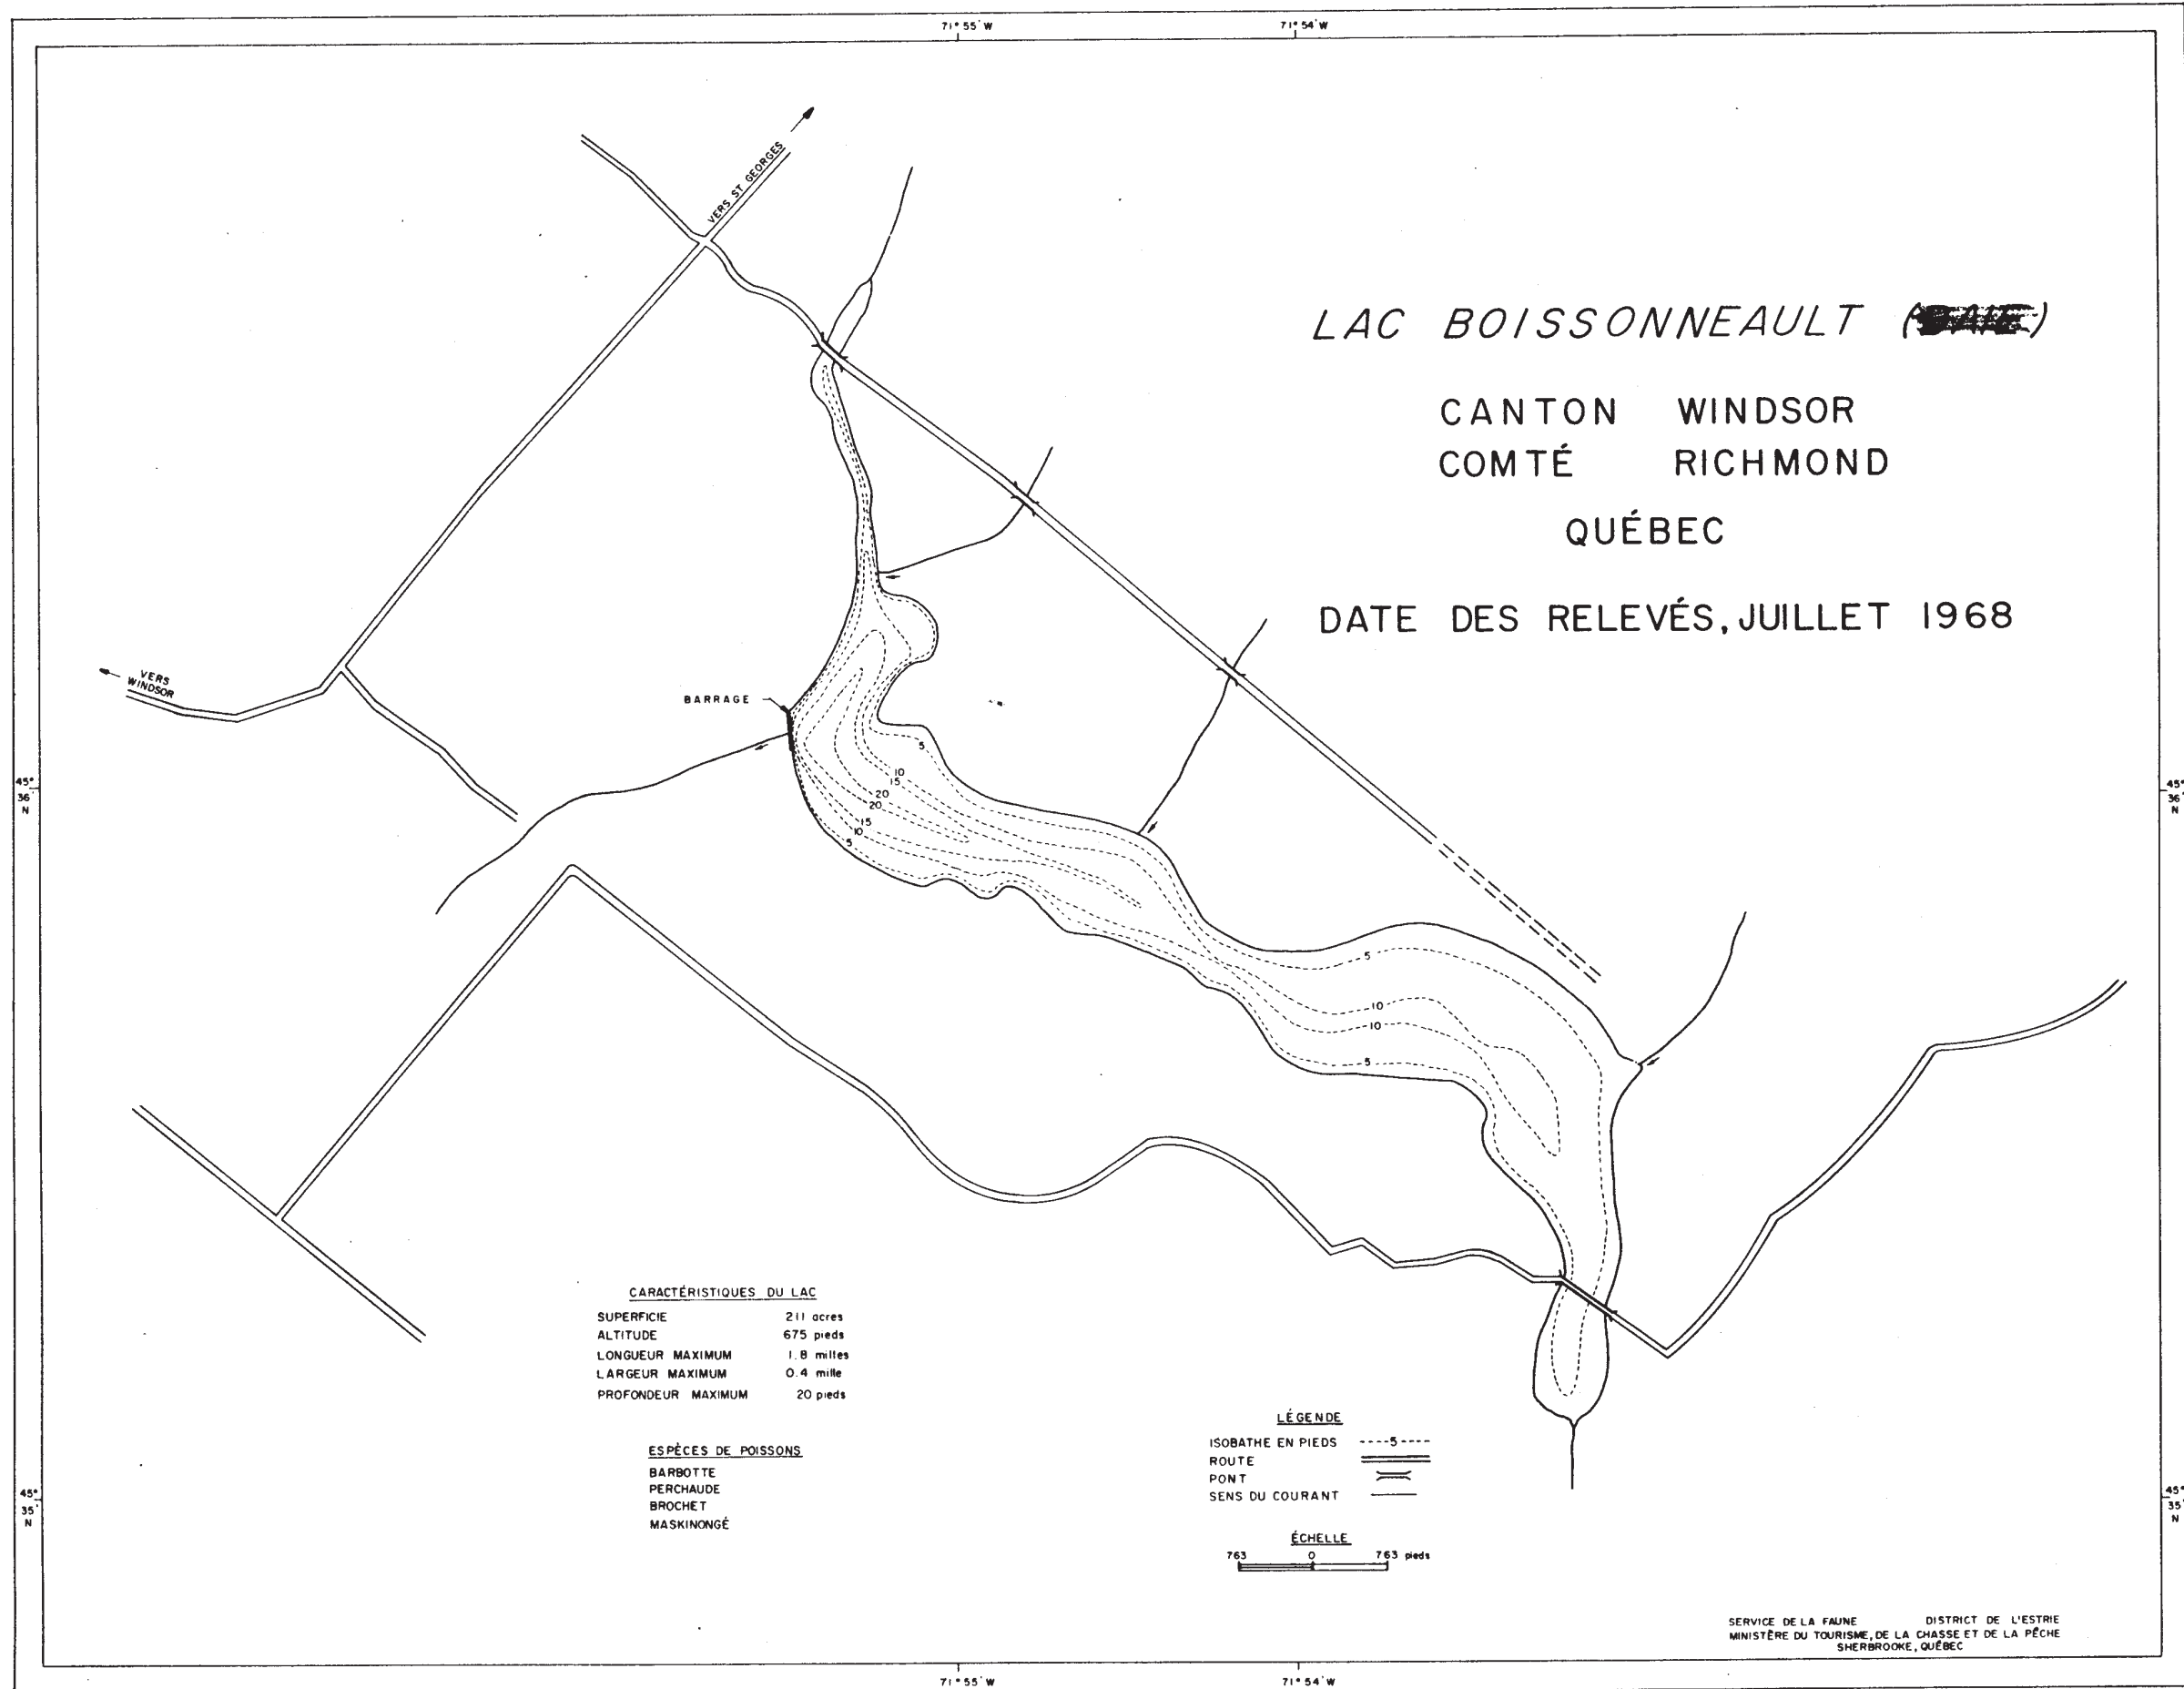 71° 55' W 71° 54' W
VERS ST GEORGES
LAC BOISSONNEAULT
CANTON WINDSOR
COMTÉ RICHMOND
QUÉBEC
DATE DES RELEVÉS, JUILLET 1968
VERS
WINDSOR
BARRAGE
5
10
15
20
20
15
10
5
45°
36'
N
45°
36'
N
5
10
10
5
CARACTÉRISTIQUES DU LAC
SUPERFICIE 211 acres
ALTITUDE 675 pieds
LONGUEUR MAXIMUM 1.8 milles
LARGEUR MAXIMUM 0.4 mille
PROFONDEUR MAXIMUM 20 pieds
ESPÈCES DE POISSONS
BARBOTTE
PERCHAUDE
BROCHET
MASKINONGÉ
LÉGENDE
ISOBATHE EN PIEDS ----5----
ROUTE
PONT
SENS DU COURANT
ÉCHELLE
763 0 763 pieds
45°
35'
N
45°
35'
N
SERVICE DE LA FAUNE DISTRICT DE L'ESTRIE
MINISTÈRE DU TOURISME, DE LA CHASSE ET DE LA PÊCHE
SHERBROOKE, QUÉBEC
71° 55' W 71° 54' W